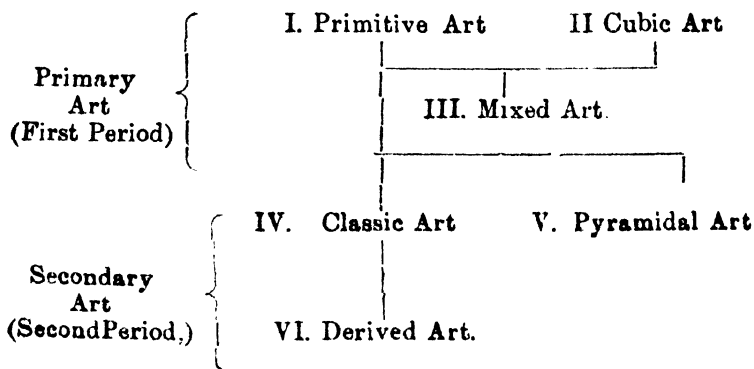 I. Primitive Art
II Cubic Art
Primary
Art
(First Period)
III. Mixed Art.
IV. Classic Art
V. Pyramidal Art
Secondary
Art
(SecondPeriod,)
VI. Derived Art.